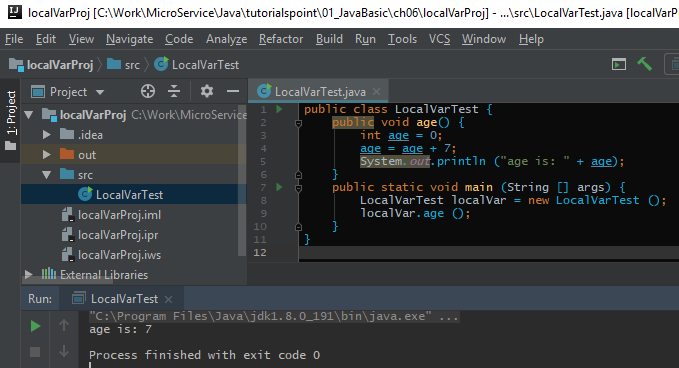 IJ localVarProj [C:\Work\MicroService\Java\tutorialspoint\01_JavaBasic\ch06\localVarProj] - ...\src\LocalVarTest.java [localVarP
File Edit View Navigate Code Analyze Refactor Build Run Tools VCS Window Help
localVarProj src LocalVarTest
1: Project
Project
localVarProj C:\Work\MicroService
.idea
out
src
LocalVarTest
localVarProj.iml
localVarProj.ipr
localVarProj.iws
External Libraries
LocalVarTest.java
1 public class LocalVarTest {
2 public void age() {
3 int age = 0;
4 age = age + 7;
5 System.out.println ("age is: " + age);
6 }
7 public static void main (String [] args) {
8 LocalVarTest localVar = new LocalVarTest ();
9 localVar.age ();
10 }
11 }
12
Run: LocalVarTest
"C:\Program Files\Java\jdk1.8.0_191\bin\java.exe" ...
age is: 7
Process finished with exit code 0